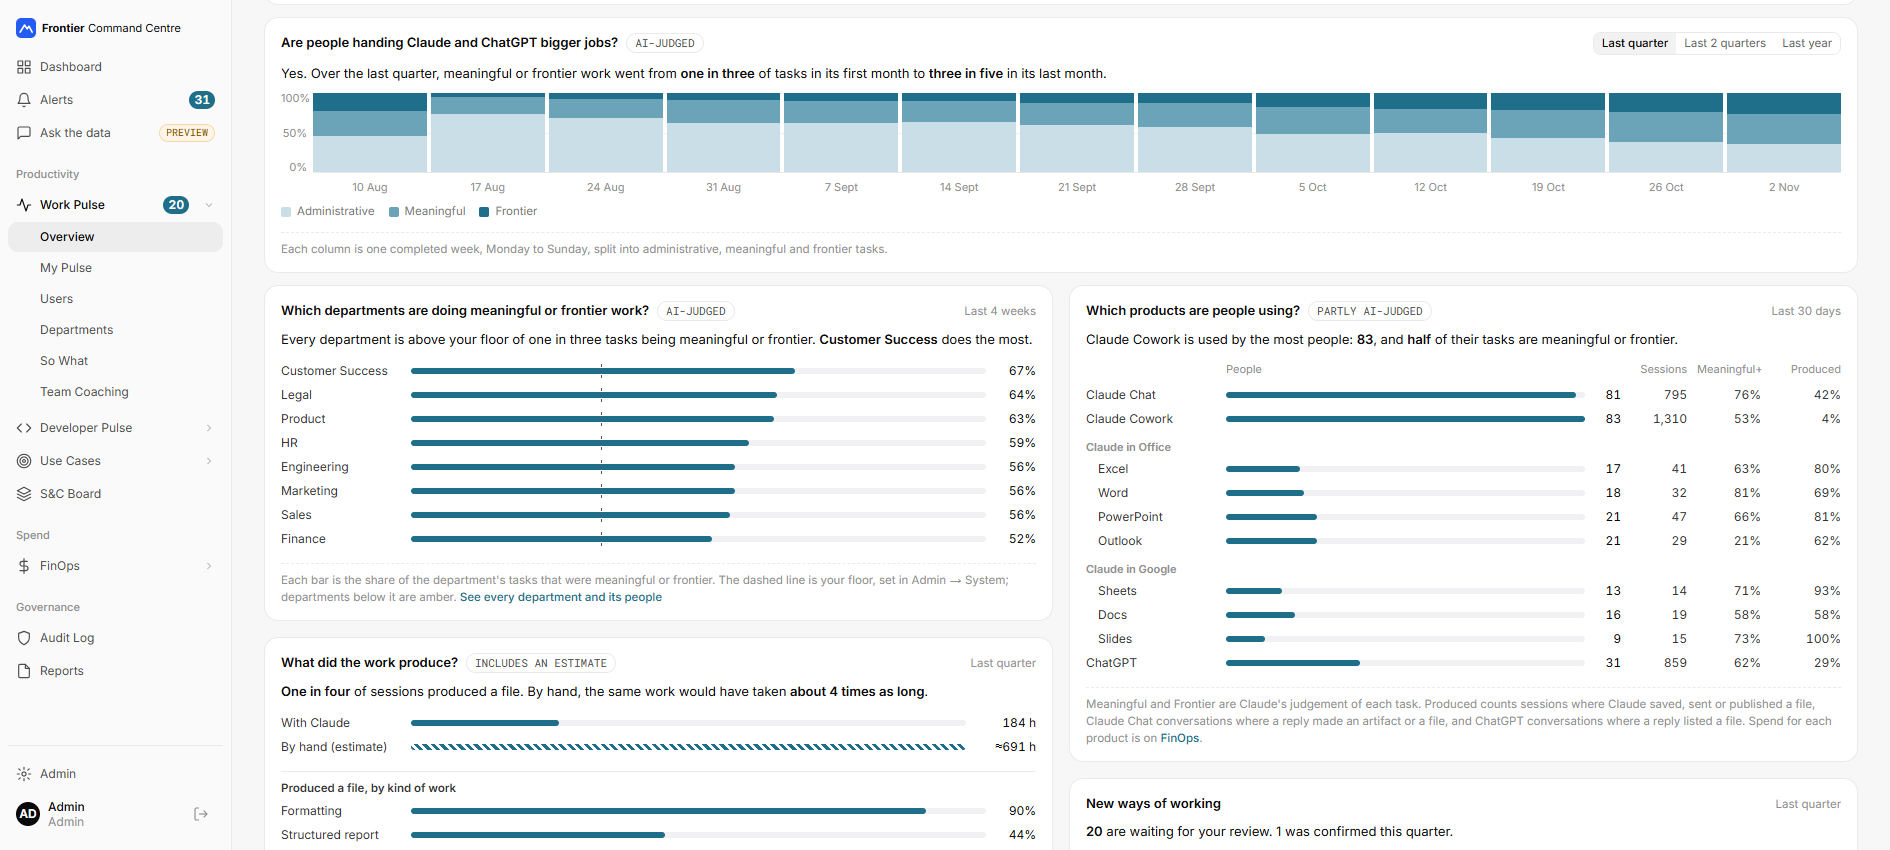 Frontier Command Centre
Dashboard
Alerts 31
Ask the data PREVIEW
Productivity
Work Pulse 20
Overview
My Pulse
Users
Departments
So What
Team Coaching
Developer Pulse
Use Cases
S&C Board
Spend
FinOps
Governance
Audit Log
Reports
Admin
AD Admin
Admin
Are people handing Claude and ChatGPT bigger jobs? AI-JUDGED
Last quarter Last 2 quarters Last year
Yes. Over the last quarter, meaningful or frontier work went from one in three of tasks in its first month to three in five in its last month.
100%
50%
0%
10 Aug 17 Aug 24 Aug 31 Aug 7 Sept 14 Sept 21 Sept 28 Sept 5 Oct 12 Oct 19 Oct 26 Oct 2 Nov
Administrative Meaningful Frontier
Each column is one completed week, Monday to Sunday, split into administrative, meaningful and frontier tasks.
Which departments are doing meaningful or frontier work? AI-JUDGED Last 4 weeks
Every department is above your floor of one in three tasks being meaningful or frontier. Customer Success does the most.
Customer Success 67%
Legal 64%
Product 63%
HR 59%
Engineering 56%
Marketing 56%
Sales 56%
Finance 52%
Each bar is the share of the department's tasks that were meaningful or frontier. The dashed line is your floor, set in Admin → System;
departments below it are amber. See every department and its people
What did the work produce? INCLUDES AN ESTIMATE Last quarter
One in four of sessions produced a file. By hand, the same work would have taken about 4 times as long.
With Claude 184 h
By hand (estimate) ≈691 h
Produced a file, by kind of work
Formatting 90%
Structured report 44%
Which products are people using? PARTLY AI-JUDGED Last 30 days
Claude Cowork is used by the most people: 83, and half of their tasks are meaningful or frontier.
People Sessions Meaningful+ Produced
Claude Chat 81 795 76% 42%
Claude Cowork 83 1,310 53% 4%
Claude in Office
Excel 17 41 63% 80%
Word 18 32 81% 69%
PowerPoint 21 47 66% 81%
Outlook 21 29 21% 62%
Claude in Google
Sheets 13 14 71% 93%
Docs 16 19 58% 58%
Slides 9 15 73% 100%
ChatGPT 31 859 62% 29%
Meaningful and Frontier are Claude's judgement of each task. Produced counts sessions where Claude saved, sent or published a file,
Claude Chat conversations where a reply made an artifact or a file, and ChatGPT conversations where a reply listed a file. Spend for each
product is on FinOps.
New ways of working Last quarter
20 are waiting for your review. 1 was confirmed this quarter.